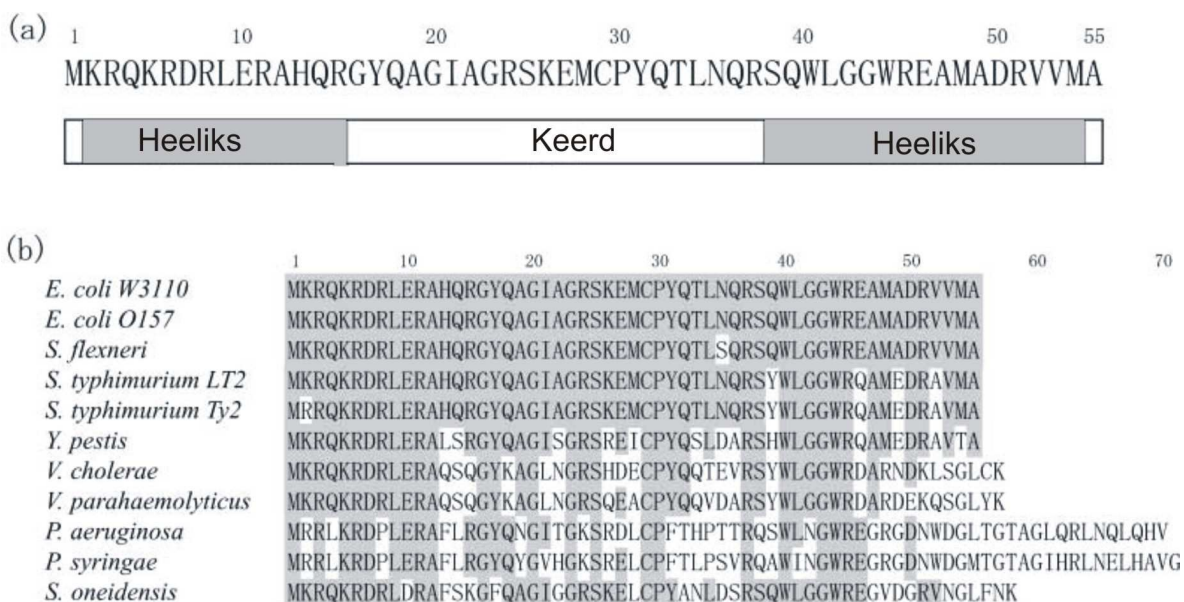 (a) 1 10 20 30 40 50 55
MKRQKRDRLERAHQRGYQAGIAGRSKEMCPYQTLNQRSQWLGGWREAMADRVVMA
Heeliks Keerd Heeliks
(b) 1 10 20 30 40 50 60 70
E. coli W3110 MKRQKRDRLERAHQRGYQAGIAGRSKEMCPYQTLNQRSQWLGGWREAMADRVVMA
E. coli O157 MKRQKRDRLERAHQRGYQAGIAGRSKEMCPYQTLNQRSQWLGGWREAMADRVVMA
S. flexneri MKRQKRDRLERAHQRGYQAGIAGRSKEMCPYQTLSQRSQWLGGWREAMADRVVMA
S. typhimurium LT2 MKRQKRDRLERAHQRGYQAGIAGRSKEMCPYQTLNQRSYWLGGWRQAMEDRAVMA
S. typhimurium Ty2 MRRQKRDRLERAHQRGYQAGIAGRSKEMCPYQTLNQRSYWLGGWRQAMEDRAVMA
Y. pestis MKRQKRDRLERALSRGYQAGISGRSREICPYQSLDARSHWLGGWRQAMEDRAVTA
V. cholerae MKRQKRDRLERAQSQGYKAGLNGRSHDECPYQQTEVRSYWLGGWRDARNDKLSGLCK
V. parahaemolyticus MKRQKRDRLERAQSQGYKAGLNGRSQEACPYQQVDARSYWLGGWRDARDEKQSGLYK
P. aeruginosa MRRLKRDPLERAFLRGYQNGITGKSRDLCPFTHPTTRQSWLNGWREGRGDNWDGLTGTAGLQRLNQLQHV
P. syringae MRRLKRDPLERAFLRGYQYGVHGKSRELCPFTLPSVRQAWINGWREGRGDNWDGMTGTAGIHRLNELHAVG
S. oneidensis MKRQKRDRLDRAFSKGFQAGIGGRSKELCPYANLDSRSQWLGGWREGVDGRVNGLFNK